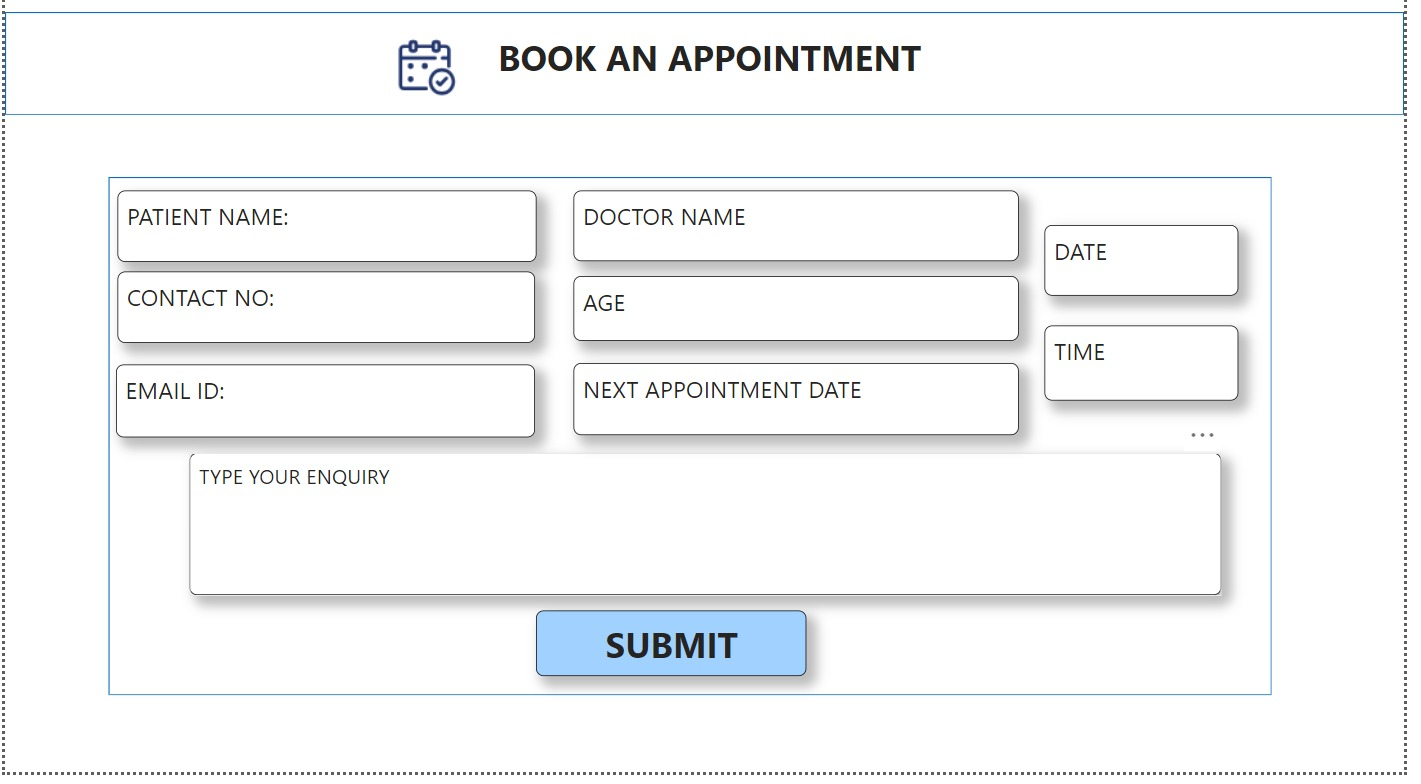 BOOK AN APPOINTMENT
PATIENT NAME:
DOCTOR NAME
DATE
CONTACT NO:
AGE
TIME
EMAIL ID:
NEXT APPOINTMENT DATE
...
TYPE YOUR ENQUIRY
SUBMIT